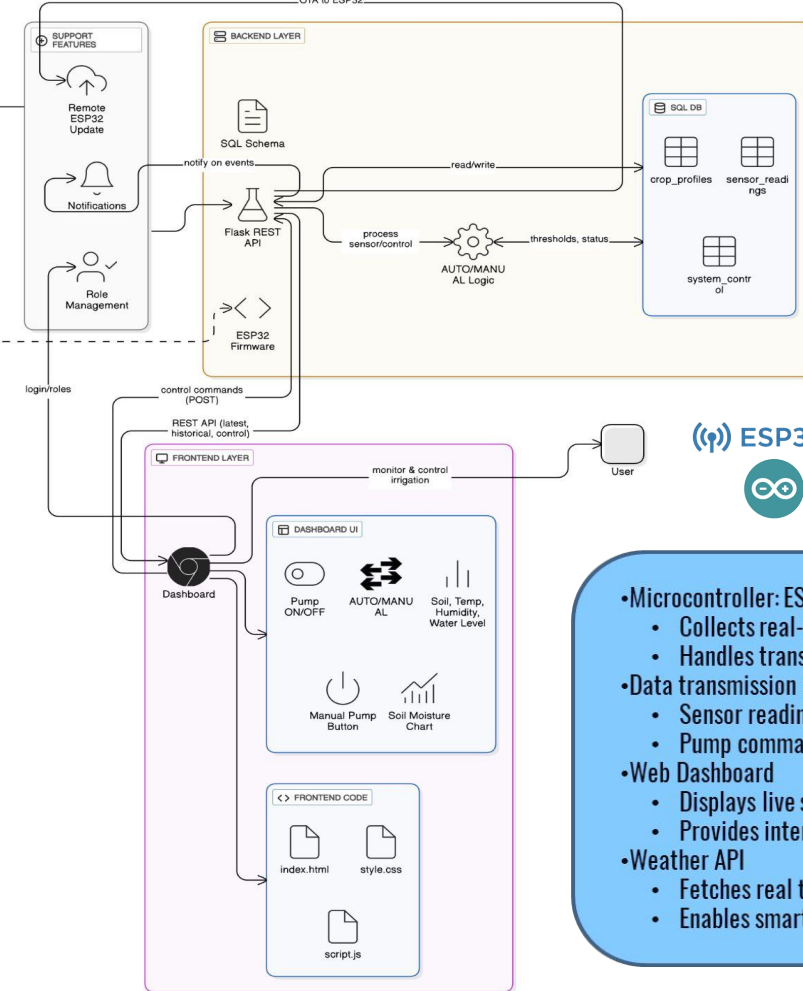 OTA to ESP32
SUPPORT
FEATURES
Remote
ESP32
Update
Notifications
Role
Management
BACKEND LAYER
SQL Schema
notify on events
Flask REST
API
ESP32
Firmware
read/write
process
sensor/control
AUTO/MANU
AL Logic
thresholds, status
SQL DB
crop_profiles
sensor_readi
ngs
system_contr
ol
login/roles
control commands
(POST)
REST API (latest,
historical, control)
FRONTEND LAYER
monitor & control
irrigation
User
Dashboard
DASHBOARD UI
Pump
ON/OFF
AUTO/MANU
AL
Soil, Temp,
Humidity,
Water Level
Manual Pump
Button
Soil Moisture
Chart
FRONTEND CODE
index.html
style.css
script.js
ESP3
•Microcontroller: ES
• Collects real-
• Handles trans
•Data transmission
• Sensor readin
• Pump comma
•Web Dashboard
• Displays live s
• Provides inter
•Weather API
• Fetches real t
• Enables smart